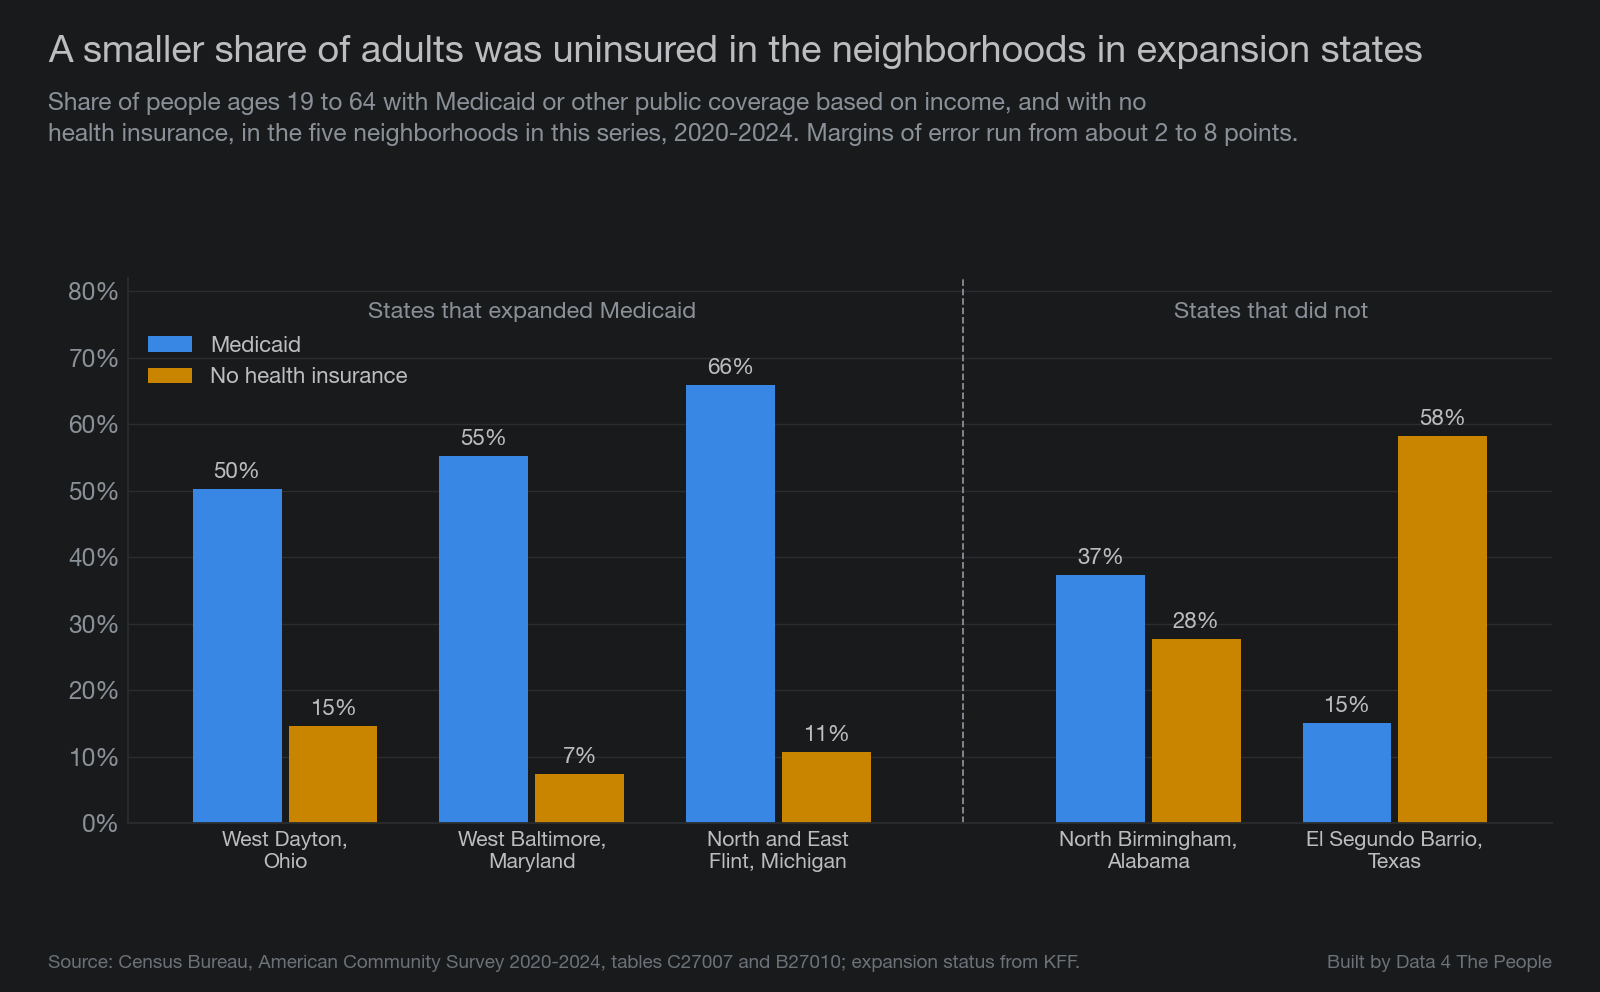 A smaller share of adults was uninsured in the neighborhoods in expansion states
Share of people ages 19 to 64 with Medicaid or other public coverage based on income, and with no
health insurance, in the five neighborhoods in this series, 2020-2024. Margins of error run from about 2 to 8 points.
80%
70%
60%
50%
40%
30%
20%
10%
0%
States that expanded Medicaid
States that did not
Medicaid
No health insurance
50%
15%
55%
7%
66%
11%
37%
28%
15%
58%
West Dayton,
Ohio
West Baltimore,
Maryland
North and East
Flint, Michigan
North Birmingham,
Alabama
El Segundo Barrio,
Texas
Source: Census Bureau, American Community Survey 2020-2024, tables C27007 and B27010; expansion status from KFF.
Built by Data 4 The People